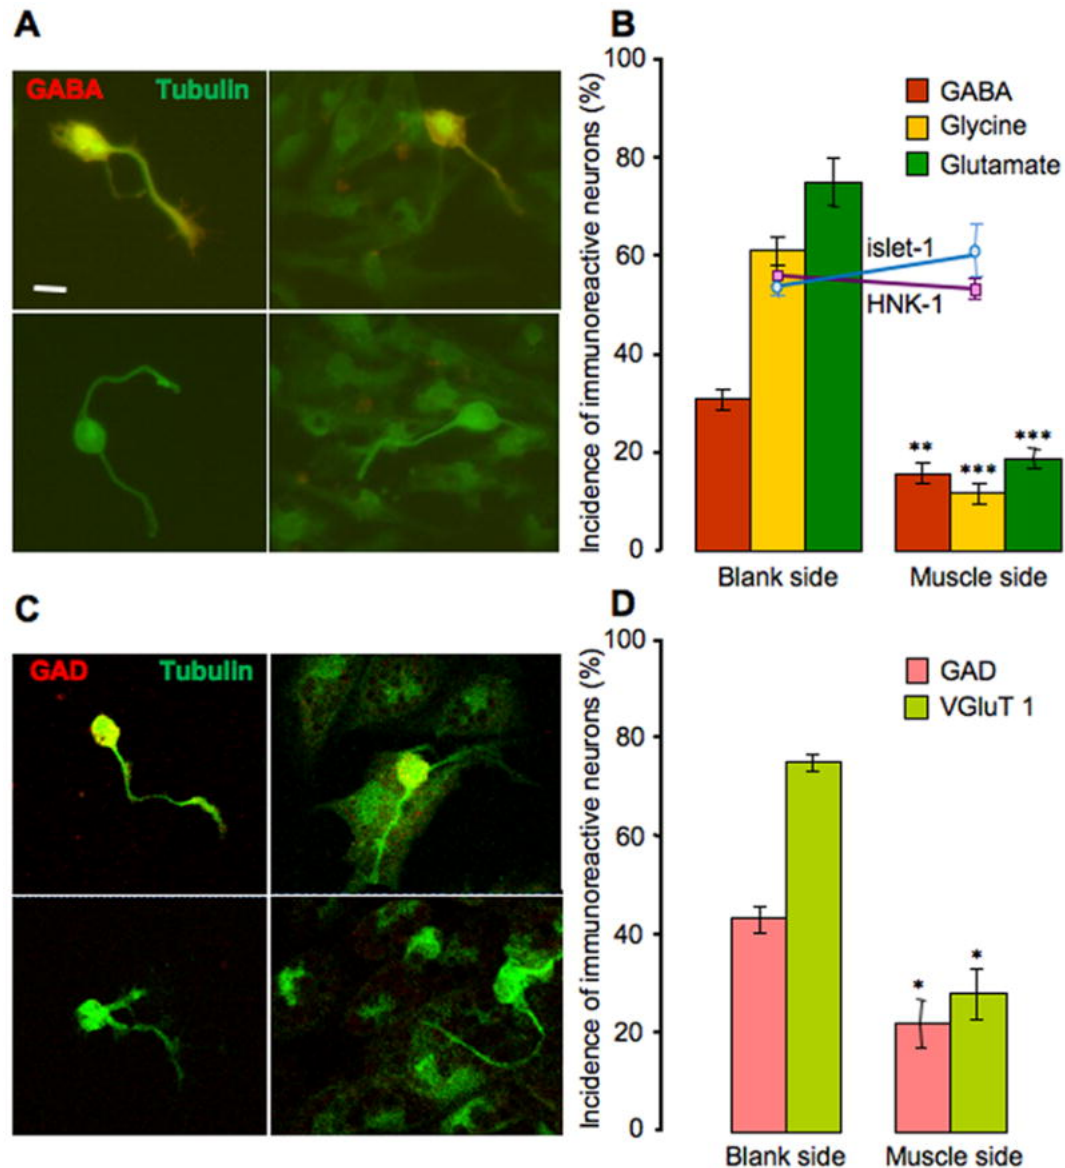 A
GABA Tubulin
B
Incidence of immunoreactive neurons (%)
100
80
60
40
20
0
GABA
Glycine
Glutamate
islet-1
HNK-1
**
***
***
Blank side
Muscle side
C
GAD Tubulin
D
Incidence of immunoreactive neurons (%)
100
80
60
40
20
0
GAD
VGluT 1
*
*
Blank side
Muscle side